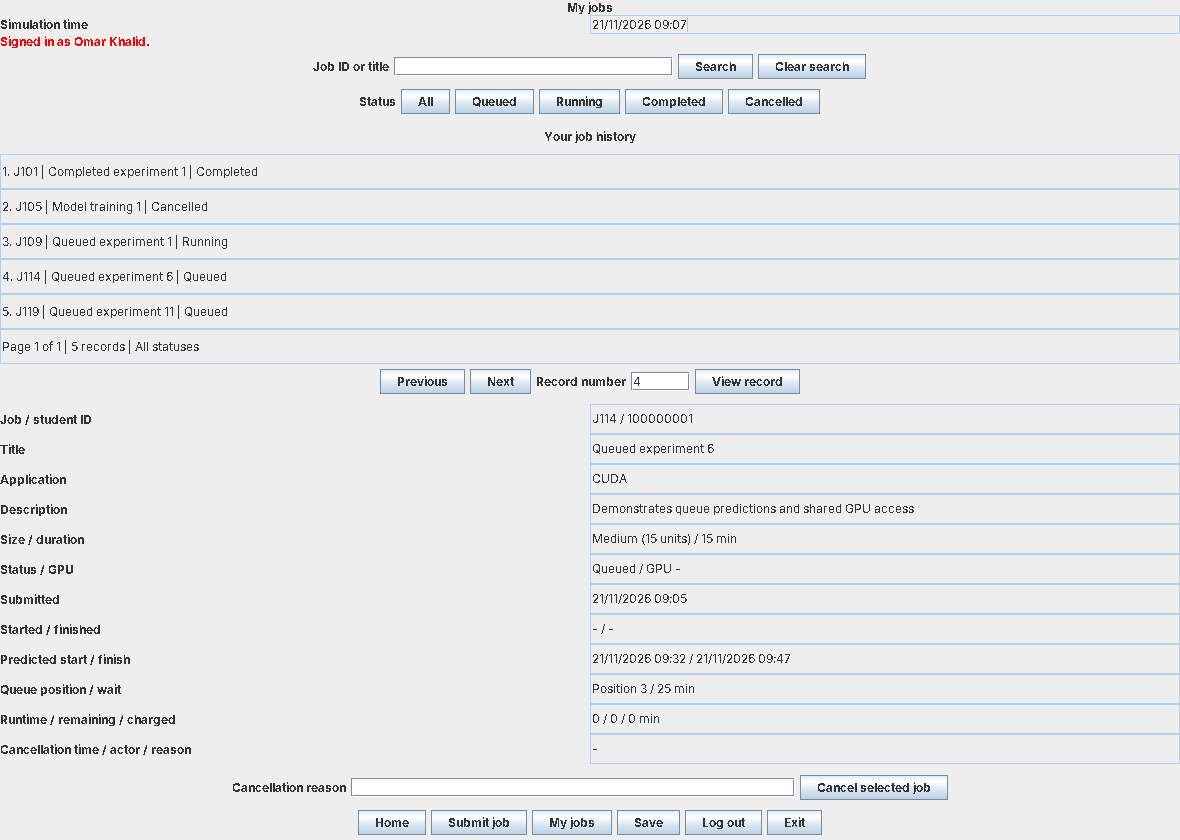 My jobs
Simulation time 21/11/2026 09:07
Signed in as Omar Khalid.
Job ID or title Search Clear search
Status All Queued Running Completed Cancelled
Your job history
1. J101 | Completed experiment 1 | Completed
2. J105 | Model training 1 | Cancelled
3. J109 | Queued experiment 1 | Running
4. J114 | Queued experiment 6 | Queued
5. J119 | Queued experiment 11 | Queued
Page 1 of 1 | 5 records | All statuses
Previous Next Record number 4 View record
Job / student ID J114 / 100000001
Title Queued experiment 6
Application CUDA
Description Demonstrates queue predictions and shared GPU access
Size / duration Medium (15 units) / 15 min
Status / GPU Queued / GPU -
Submitted 21/11/2026 09:05
Started / finished - / -
Predicted start / finish 21/11/2026 09:32 / 21/11/2026 09:47
Queue position / wait Position 3 / 25 min
Runtime / remaining / charged 0 / 0 / 0 min
Cancellation time / actor / reason -
Cancellation reason Cancel selected job
Home Submit job My jobs Save Log out Exit